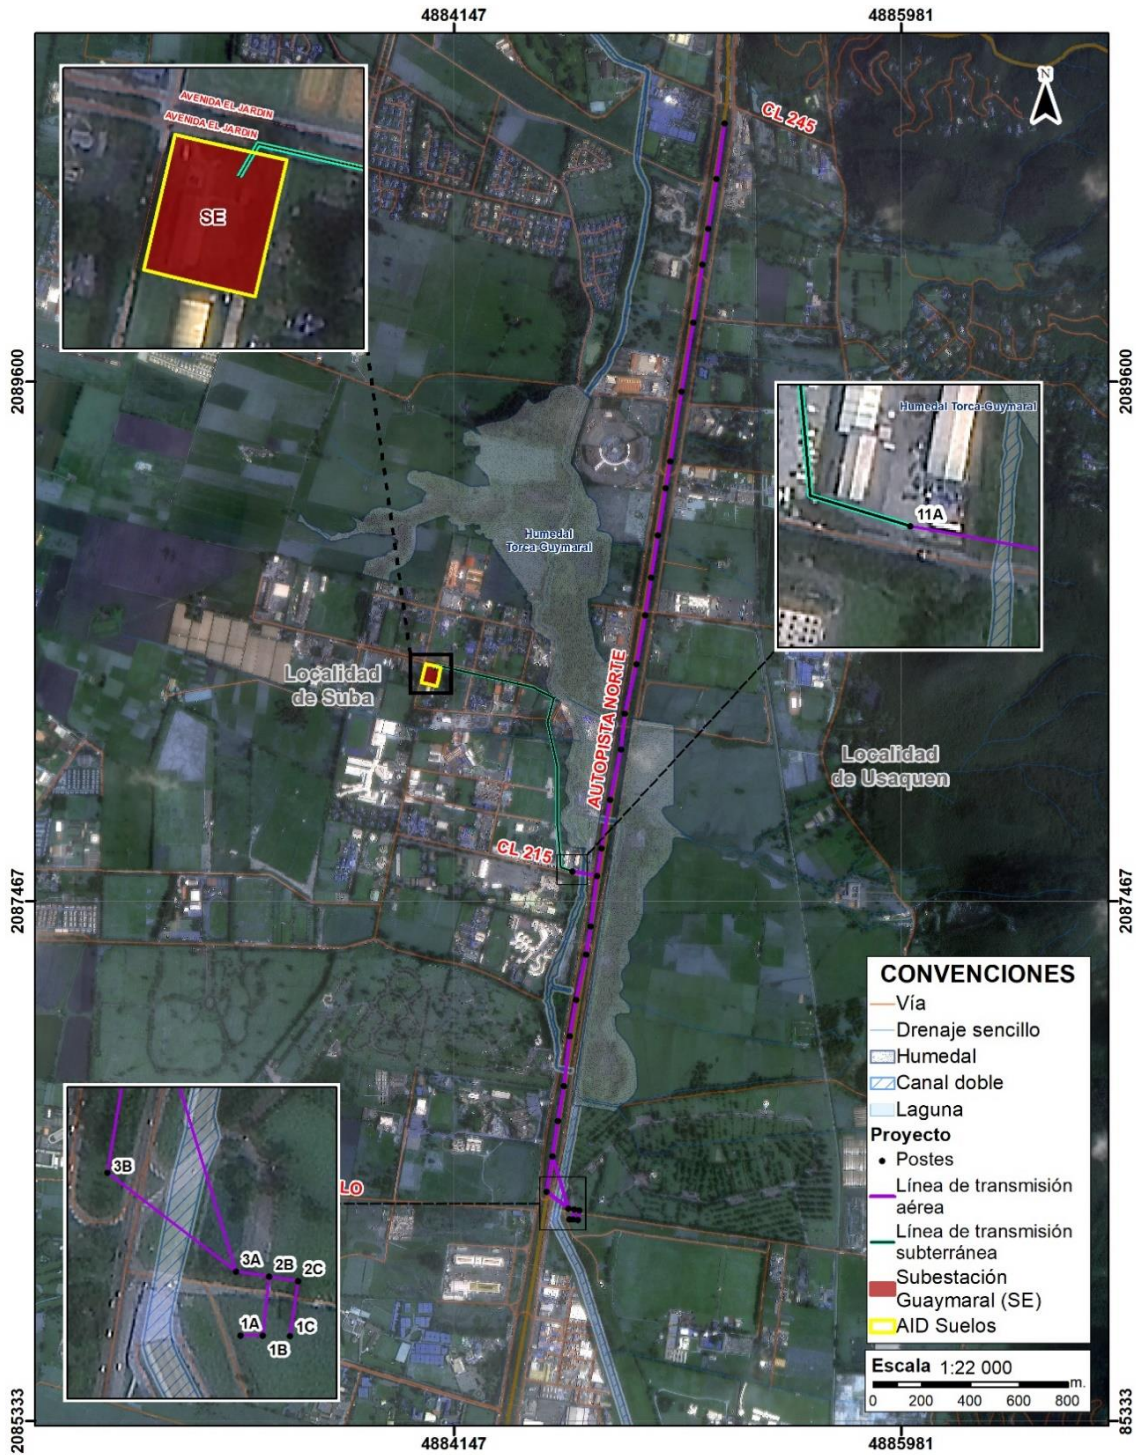 4884147
4885981
N
AVENIDA EL JARDIN
AVENIDA EL JARDIN
SE
CL 245
2089600
2089600
Humedal Torca-Guymaral
11A
Humedal
Torca-Guymaral
Localidad
de Suba
AUTOPISTA NORTE
Localidad
de Usaquen
CL 215
2087467
2087467
CONVENCIONES
Vía
Drenaje sencillo
Humedal
Canal doble
Laguna
Proyecto
Postes
Línea de transmisión
aérea
Línea de transmisión
subterránea
Subestación
Guaymaral (SE)
AID Suelos
3B
LO
3A
2B
2C
1A
1B
1C
Escala 1:22 000
m.
0 200 400 600 800
2085333
85333
4884147
4885981